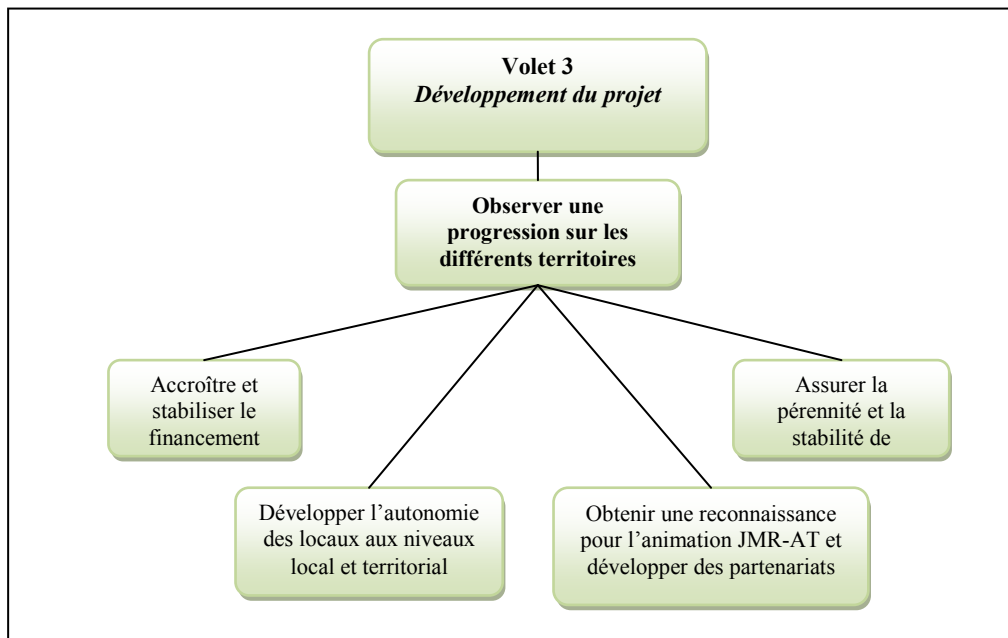 Volet 3
Développement du projet
Observer une
progression sur les
différents territoires
Accroître et
stabiliser le
financement
Assurer la
pérennité et la
stabilité de
Développer l’autonomie
des locaux aux niveaux
local et territorial
Obtenir une reconnaissance
pour l’animation JMR-AT et
développer des partenariats